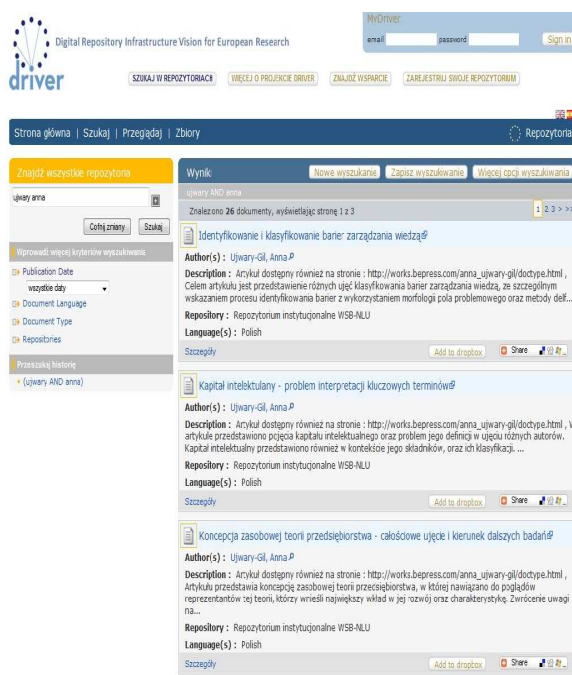 MyDriver
email password Sign in
Digital Repository Infrastructure Vision for European Research
driver
SZUKAJ W REPOZYTORIACH WIĘCEJ O PROJEKCIE DRIVER ZNAJDŹ WSPARCIE ZAREJESTRUJ SWOJE REPOZYTORIUM
Strona główna | Szukaj | Przeglądaj | Zbiory
Repozytoria
Znajdź wszystkie repozytoria
ujwary anna
Cofnij zmiany Szukaj
Wprowadź więcej kryteriów wyszukiwania
Publication Date
wszystkie daty
Document Language
Document Type
Repositories
Przeszukaj historię
(ujwary AND anna)
Wyniki Nowe wyszukanie Zapisz wyszukiwanie Więcej opcji wyszukiwania
ujwary AND anna
Znaleziono 26 dokumenty, wyświetlając stronę 1 z 3
1 2 3 > >>
Identyfikowanie i klasyfikowanie barier zarządzania wiedzą
Author(s) : Ujwary-Gil, Anna
Description : Artykuł dostępny również na stronie : http://works.bepress.com/anna_ujwary-gil/doctype.html ,
Celem artykułu jest przedstawienie różnych ujęć klasyfikowania barier zarządzania wiedzą, ze szczególnym
wskazaniem procesu identyfikowania barier z wykorzystaniem morfologii pola problemowego oraz metody delf...
Repository : Repozytorium instytucjonalne WSB-NLU
Language(s) : Polish
Szczegóły Add to dropbox Share
Kapitał intelektulany - problem interpretacji kluczowych terminów
Author(s) : Ujwary-Gil, Anna
Description : Artykuł dostępny również na stronie : http://works.bepress.com/anna_ujwary-gil/doctype.html , W
artykule przedstawiono pojęcia kapitału intelektualnego oraz problem jego definicji w ujęciu różnych autorów.
Kapitał intelektualny przedstawiono również w kontekście jego składników, oraz ich klasyfikacji. ...
Repository : Repozytorium instytucjonalne WSB-NLU
Language(s) : Polish
Szczegóły Add to dropbox Share
Koncepcja zasobowej teorii przedsiębiorstwa - całościowe ujęcie i kierunek dalszych badań
Author(s) : Ujwary-Gil, Anna
Description : Artykuł dostępny również na stronie : http://works.bepress.com/anna_ujwary-gil/doctype.html ,
Artykułu przedstawia koncepcję zasobowej teorii przedsiębiorstwa, w której nawiązano do poglądów
reprezentantów tej teorii, którzy wnieśli największy wkład w jej rozwój oraz charakterystykę. Zwrócenie uwagi
na...
Repository : Repozytorium instytucjonalne WSB-NLU
Language(s) : Polish
Szczegóły Add to dropbox Share